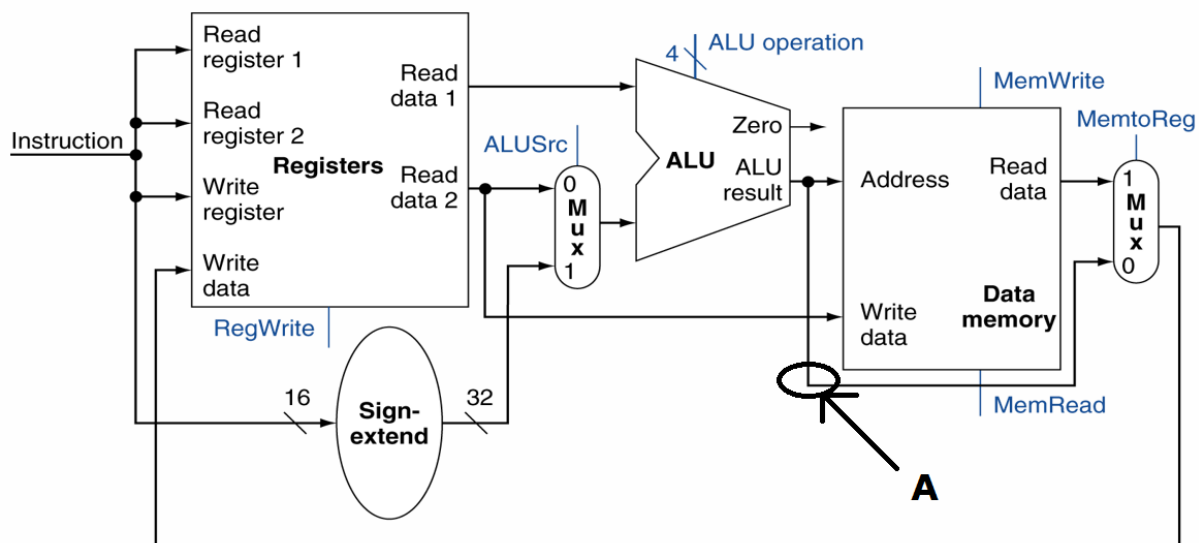 Instruction
Read
register 1
Read
register 2
Write
register
Write
data
Registers
Read
data 1
Read
data 2
RegWrite
16
Sign-
extend
32
ALUSrc
0
M
u
x
1
4
ALU operation
ALU
Zero
ALU
result
MemWrite
Address
Read
data
Write
data
Data
memory
MemRead
MemtoReg
1
M
u
x
0
A